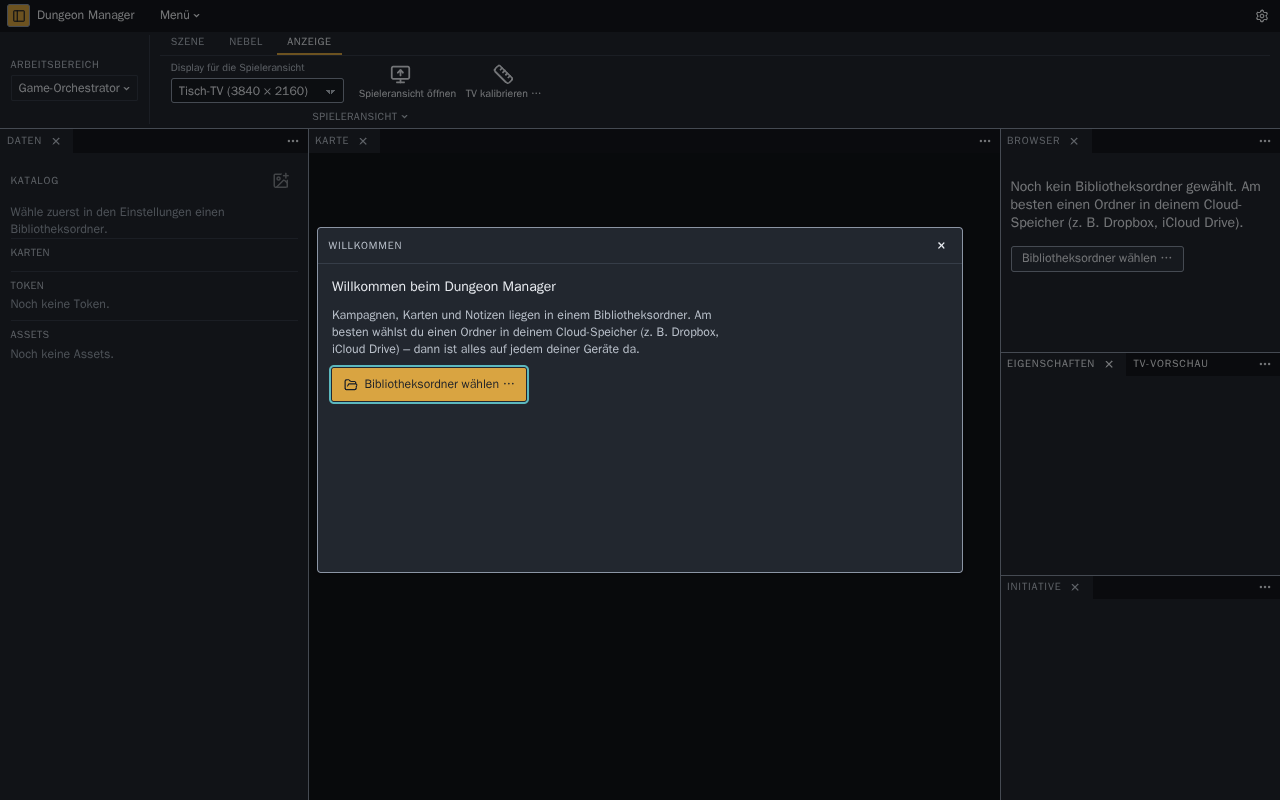 Dungeon Manager
Menü
SZENE
NEBEL
ANZEIGE
ARBEITSBEREICH
Game-Orchestrator
Display für die Spieleransicht
Tisch-TV (3840 × 2160)
Spieleransicht öffnen
TV kalibrieren ···
SPIELERANSICHT
DATEN
KATALOG
Wähle zuerst in den Einstellungen einen
Bibliotheksordner.
KARTEN
TOKEN
Noch keine Token.
ASSETS
Noch keine Assets.
KARTE
WILLKOMMEN
Willkommen beim Dungeon Manager
Kampagnen, Karten und Notizen liegen in einem Bibliotheksordner. Am
besten wählst du einen Ordner in deinem Cloud-Speicher (z. B. Dropbox,
iCloud Drive) – dann ist alles auf jedem deiner Geräte da.
Bibliotheksordner wählen ···
BROWSER
Noch kein Bibliotheksordner gewählt. Am
besten einen Ordner in deinem Cloud-
Speicher (z. B. Dropbox, iCloud Drive).
Bibliotheksordner wählen ···
EIGENSCHAFTEN
TV-VORSCHAU
INITIATIVE